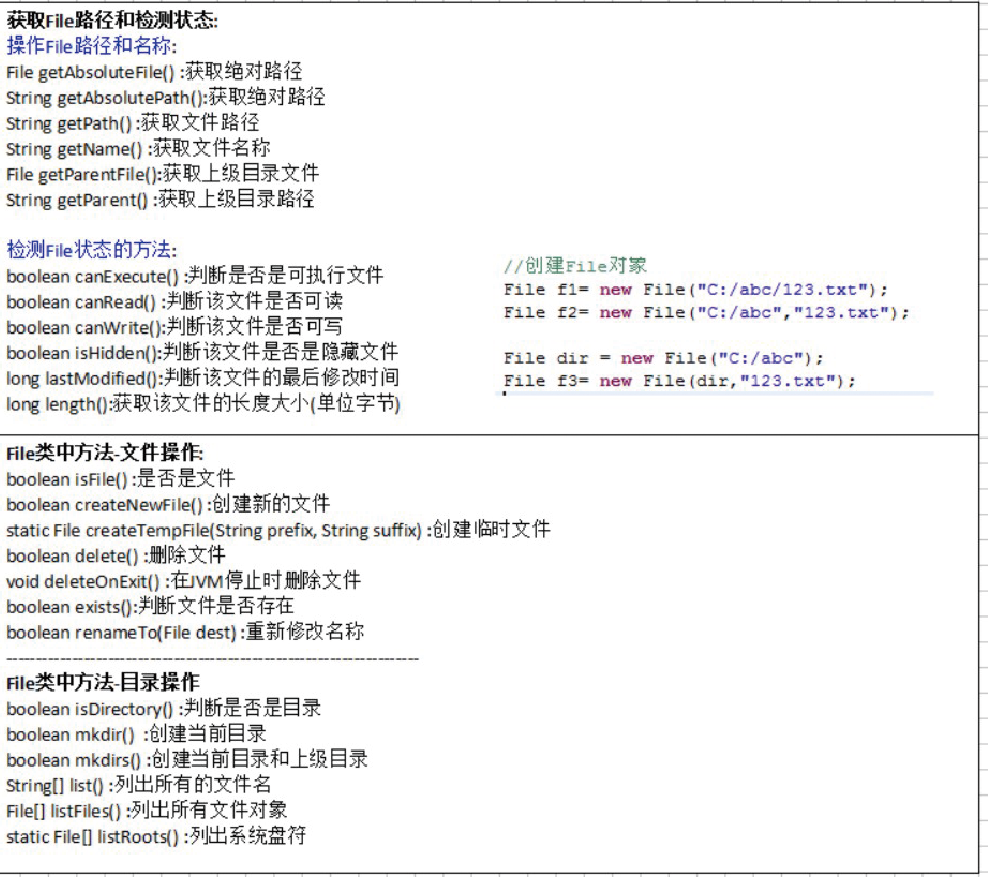 获取File路径和检测状态:
操作File路径和名称:
File getAbsoluteFile() :获取绝对路径
String getAbsolutePath():获取绝对路径
String getPath() :获取文件路径
String getName() :获取文件名称
File getParentFile():获取上级目录文件
String getParent() :获取上级目录路径
检测File状态的方法:
boolean canExecute() :判断是否是可执行文件
boolean canRead() :判断该文件是否可读
boolean canWrite():判断该文件是否可写
boolean isHidden():判断该文件是否是隐藏文件
long lastModified():判断该文件的最后修改时间
long length():获取该文件的长度大小(单位字节)
//创建File对象
File f1= new File("C:/abc/123.txt");
File f2= new File("C:/abc","123.txt");
File dir = new File("C:/abc");
File f3= new File(dir,"123.txt");
File类中方法-文件操作:
boolean isFile() :是否是文件
boolean createNewFile() :创建新的文件
static File createTempFile(String prefix, String suffix) :创建临时文件
boolean delete() :删除文件
void deleteOnExit() :在JVM停止时删除文件
boolean exists():判断文件是否存在
boolean renameTo(File dest) :重新修改名称
---------------------------------------------------------------------
File类中方法-目录操作
boolean isDirectory() :判断是否是目录
boolean mkdir() :创建当前目录
boolean mkdirs() :创建当前目录和上级目录
String[] list() :列出所有的文件名
File[] listFiles() :列出所有文件对象
static File[] listRoots() :列出系统盘符